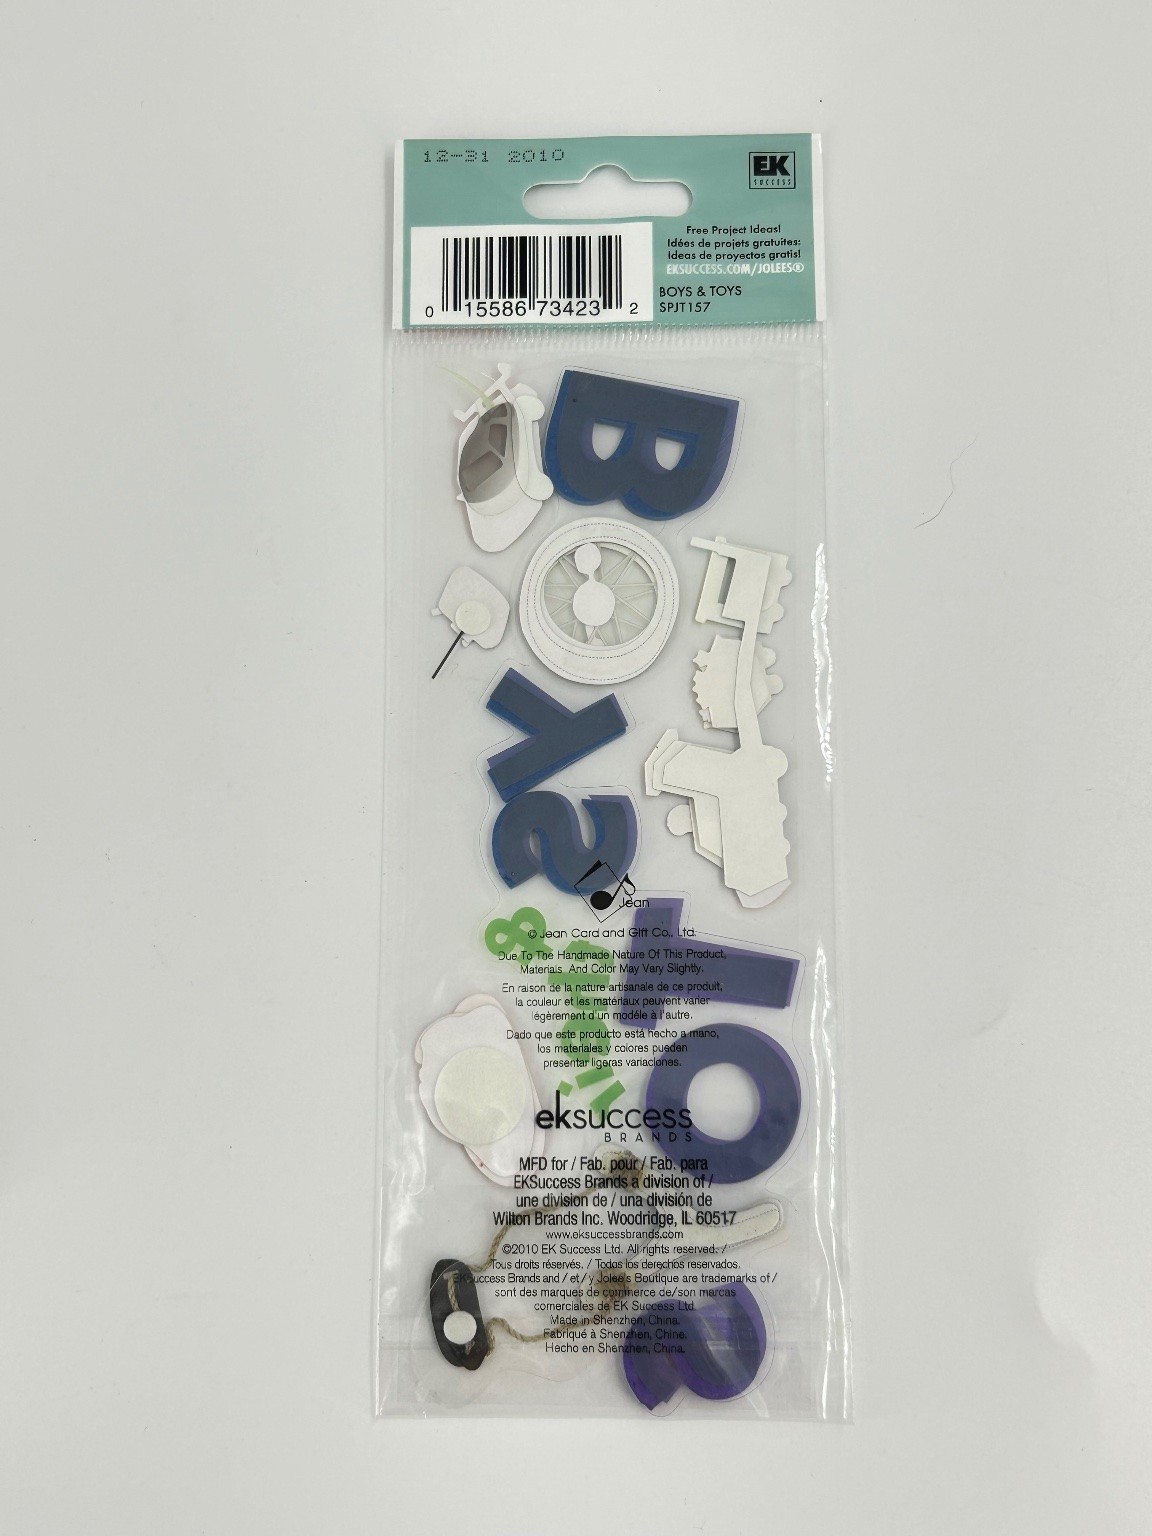 12-31 2010
EK
SUCCESS
Free Project Ideas!
Idées de projets gratuites:
Ideas de proyectos gratis!
EKSUCCESS.COM/JOLEES®
BOYS & TOYS
SPJT157
0 15586 73423 2
Jean
© Jean Card and Gift Co., Ltd.
Due To The Handmade Nature Of This Product,
Materials And Color May Vary Slightly.
En raison de la nature artisanale de ce produit,
la couleur et les matériaux peuvent varier
légèrement d'un modèle à l'autre.
Dado que este producto está hecho a mano,
los materiales y colores pueden
presentar ligeras variaciones.
eksuccess
BRANDS
MFD for / Fab. pour / Fab. para
EKSuccess Brands a division of /
une division de / una división de
Wilton Brands Inc. Woodridge, IL 60517
www.eksuccessbrands.com
©2010 EK Success Ltd. All rights reserved. /
Tous droits réservés. / Todos los derechos reservados.
EKSuccess Brands and / et / y Jolee's Boutique are trademarks of /
sont des marques de commerce de/son marcas
comerciales de EK Success Ltd.
Made in Shenzhen, China.
Fabriqué à Shenzhen, Chine.
Hecho en Shenzhen, China.
BOYS
&